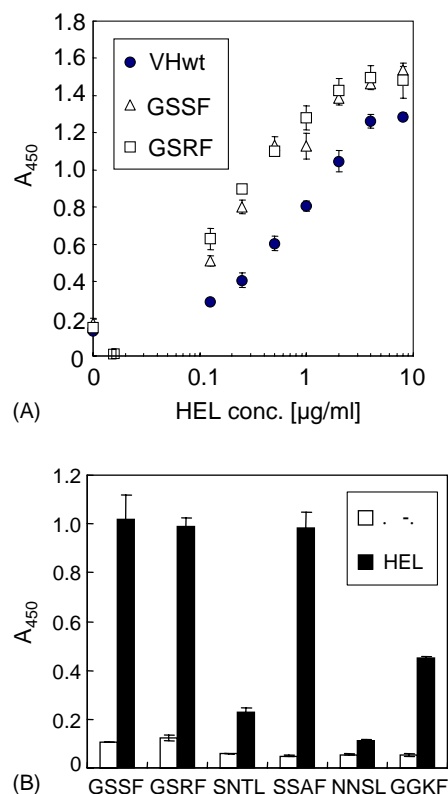 1.8
1.6
1.4
1.2
1.0
0.8
0.6
0.4
0.2
0
A450
VHwt
GSSF
GSRF
0 0.1 1 10
(A) HEL conc. [µg/ml]
1.2
1.0
0.8
0.6
0.4
0.2
0.0
A450
HEL
(B) GSSF GSRF SNTL SSAF NNSL GGKF